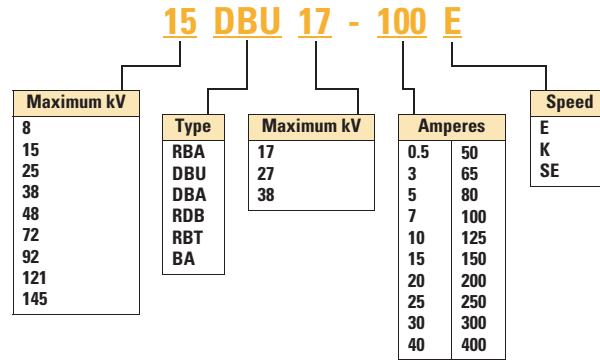 15 DBU 17 - 100 E
Maximum kV
8
15
25
38
48
72
92
121
145
Type
RBA
DBU
DBA
RDB
RBT
BA
Maximum kV
17
27
38
Amperes
0.5 50
3 65
5 80
7 100
10 125
15 150
20 200
25 250
30 300
40 400
Speed
E
K
SE